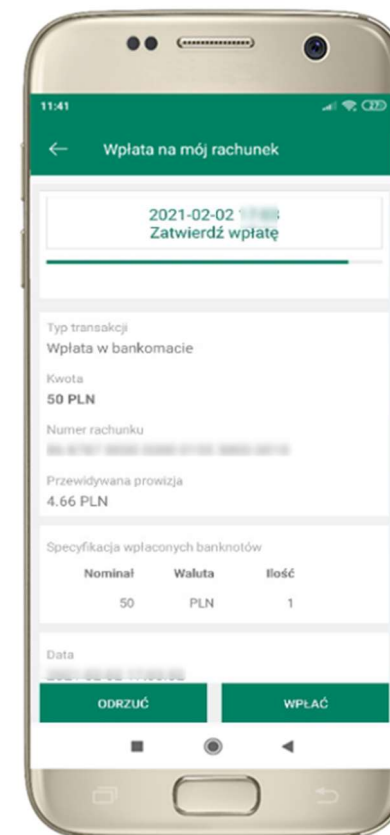 11:41
27
Wpłata na mój rachunek
2021-02-02
Zatwierdź wpłatę
Typ transakcji
Wpłata w bankomacie
Kwota
50 PLN
Numer rachunku
Przewidywana prowizja
4.66 PLN
Specyfikacja wpłaconych banknotów
Nominał Waluta Ilość
50 PLN 1
Data
ODRZUĆ WPŁAĆ